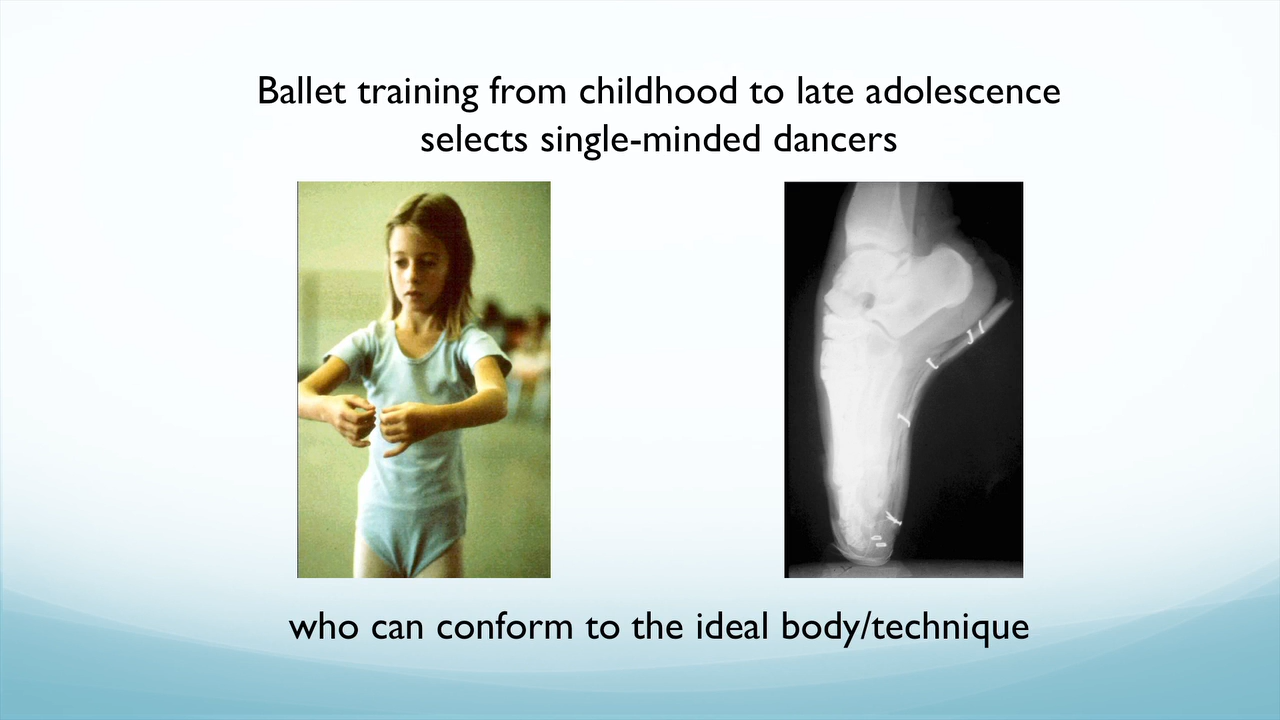 Ballet training from childhood to late adolescence
selects single-minded dancers
who can conform to the ideal body/technique